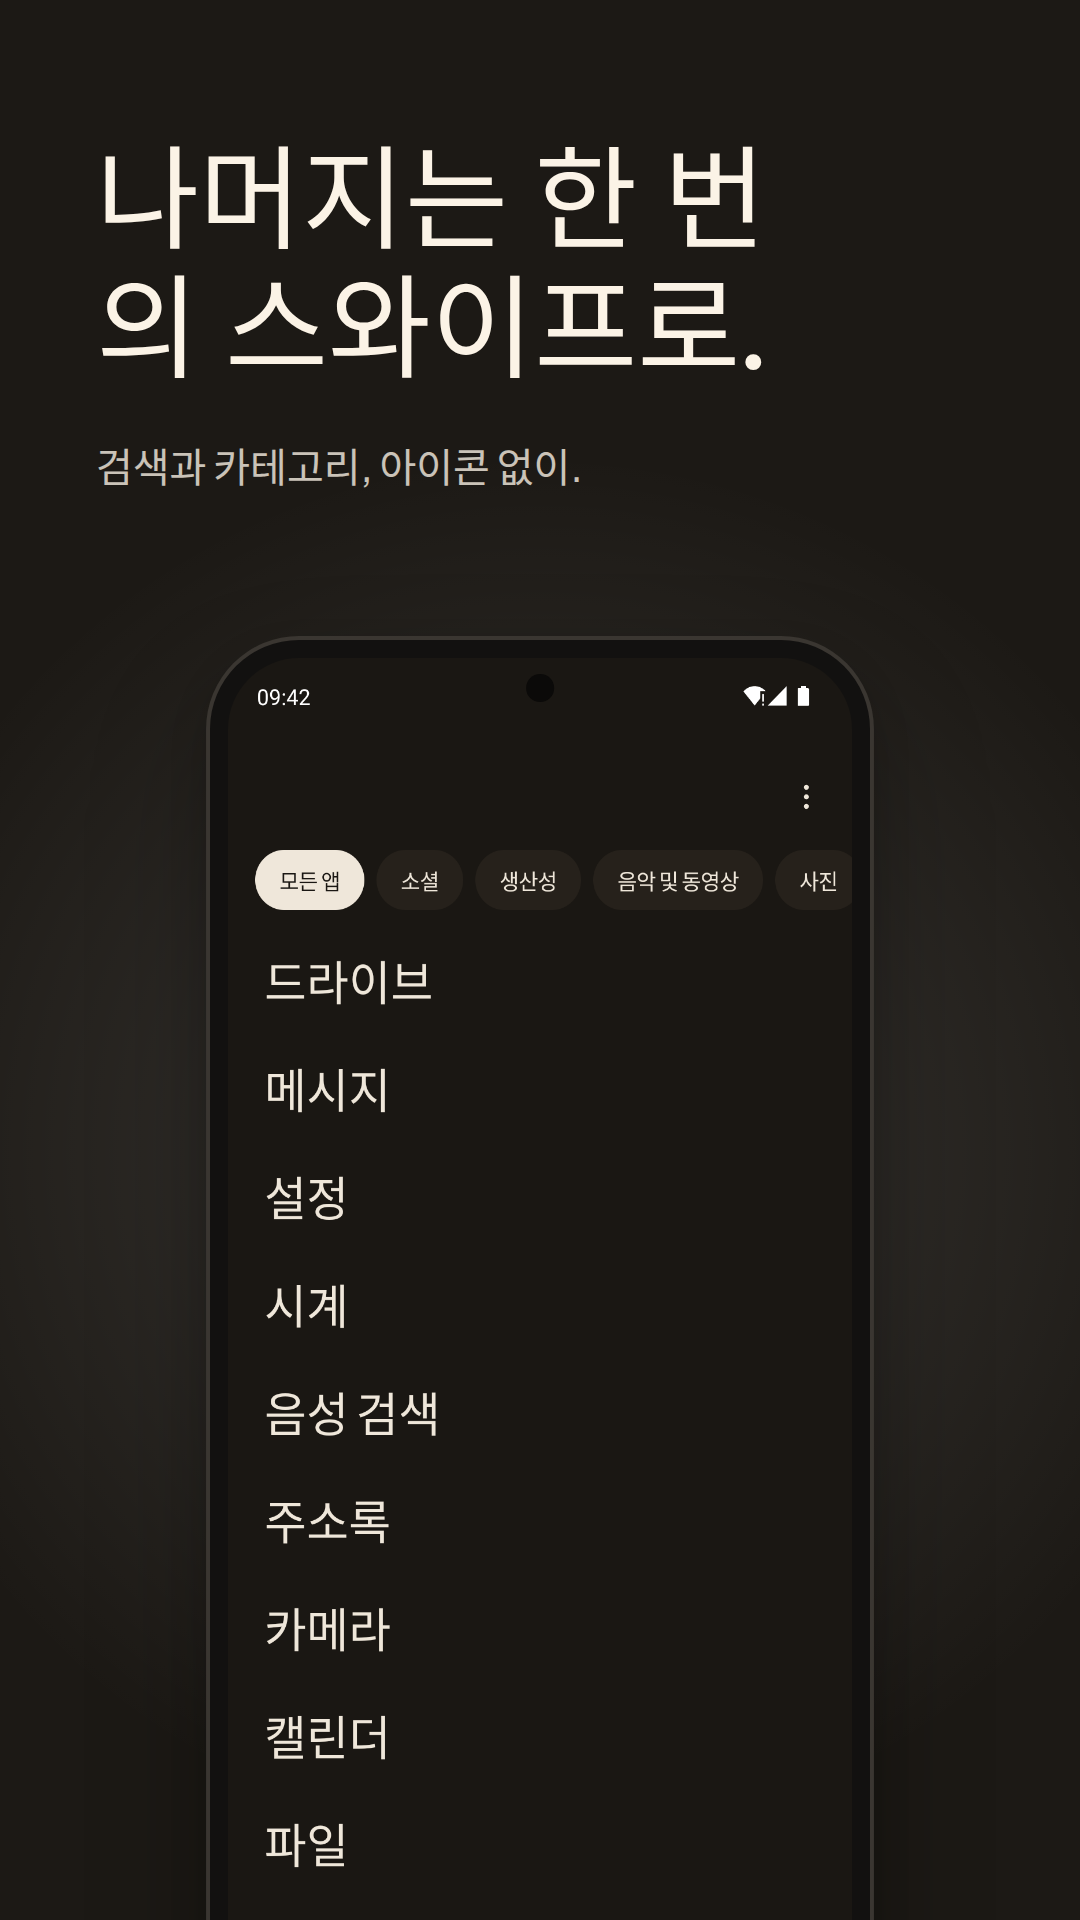 나머지는 한 번
의 스와이프로.
검색과 카테고리, 아이콘 없이.
09:42
모든 앱 소셜 생산성 음악 및 동영상 사진
드라이브
메시지
설정
시계
음성 검색
주소록
카메라
캘린더
파일